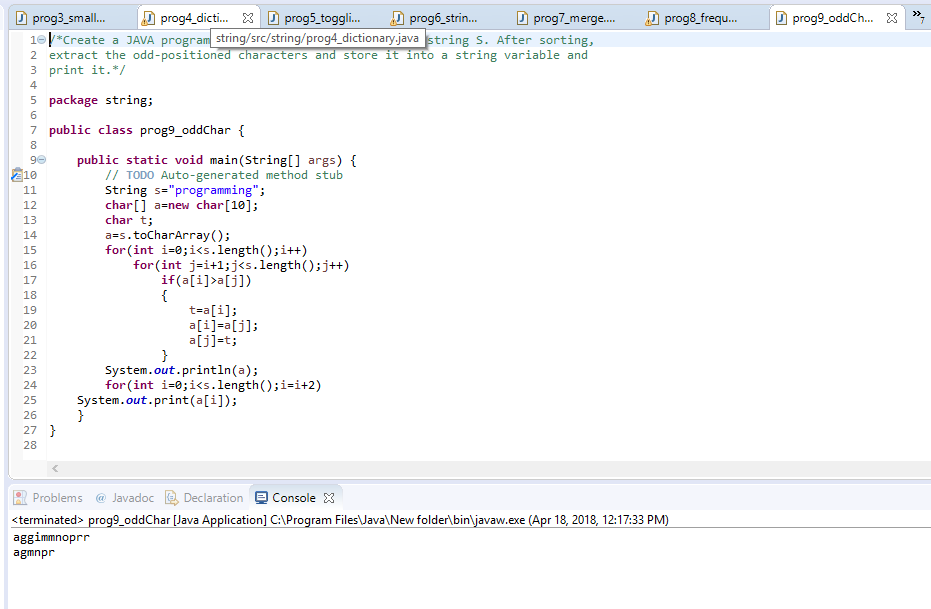 prog3_small...
prog4_dicti...
prog5_toggli...
prog6_strin...
prog7_merge....
prog8_frequ...
prog9_oddCh...
»7
string/src/string/prog4_dictionary.java
1 /*Create a JAVA program string S. After sorting,
2 extract the odd-positioned characters and store it into a string variable and
3 print it.*/
4
5 package string;
6
7 public class prog9_oddChar {
8
9 public static void main(String[] args) {
10 // TODO Auto-generated method stub
11 String s="programming";
12 char[] a=new char[10];
13 char t;
14 a=s.toCharArray();
15 for(int i=0;i<s.length();i++)
16 for(int j=i+1;j<s.length();j++)
17 if(a[i]>a[j])
18 {
19 t=a[i];
20 a[i]=a[j];
21 a[j]=t;
22 }
23 System.out.println(a);
24 for(int i=0;i<s.length();i=i+2)
25 System.out.print(a[i]);
26 }
27 }
28
Problems @ Javadoc Declaration Console
<terminated> prog9_oddChar [Java Application] C:\Program Files\Java\New folder\bin\javaw.exe (Apr 18, 2018, 12:17:33 PM)
aggimmnoprr
agmnpr